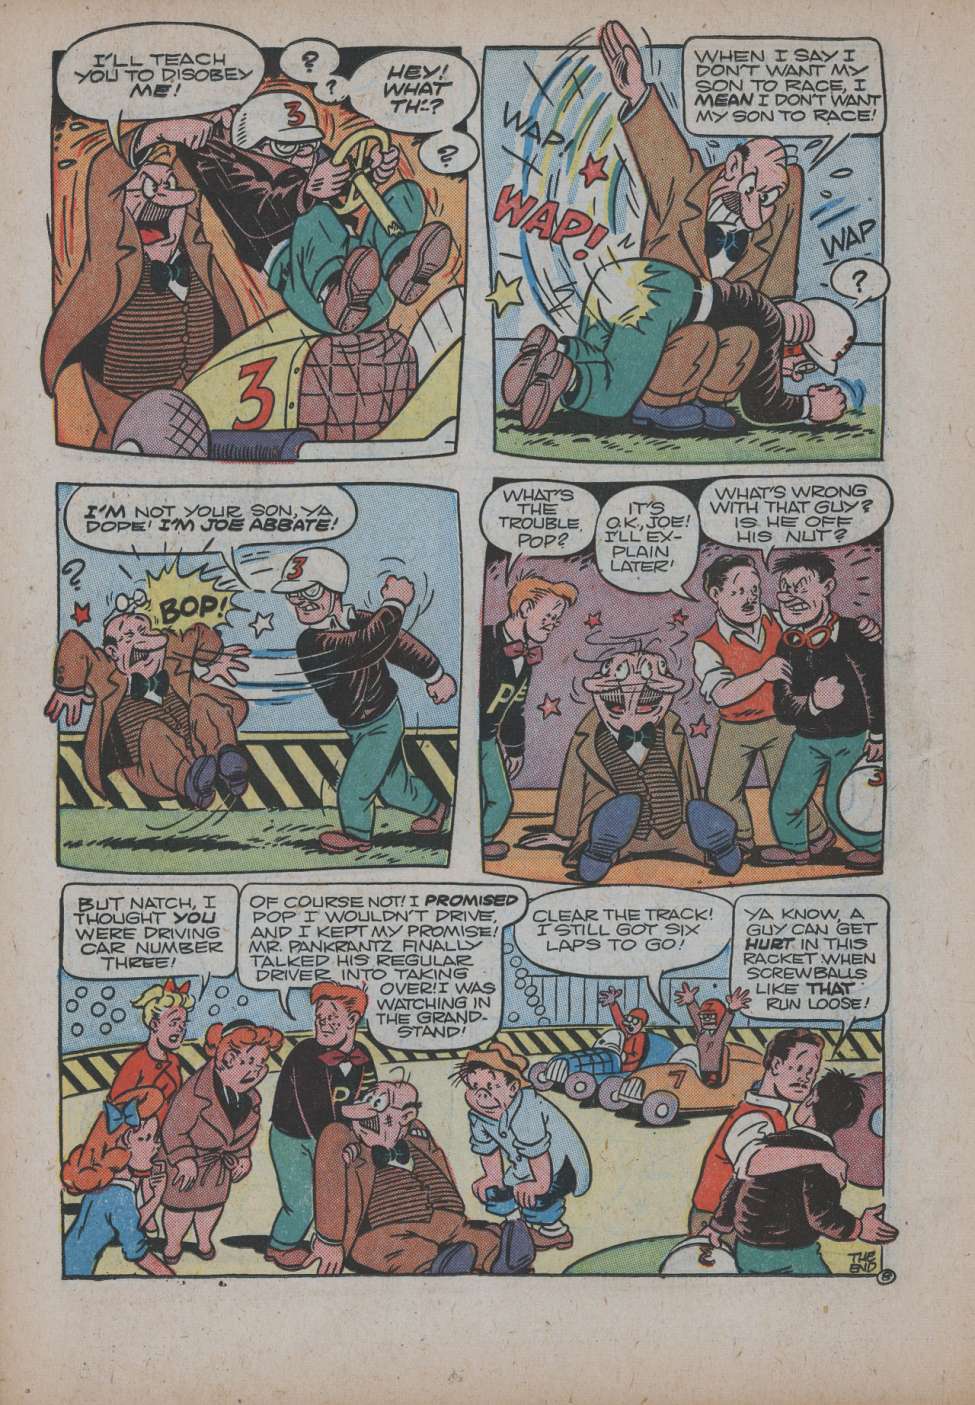 I'LL TEACH
YOU TO DISOBEY
ME!
?
?
HEY!
WHAT
TH-?
?
3
3
WHEN I SAY I
DON'T WANT MY
SON TO RACE, I
MEAN I DON'T WANT
MY SON TO RACE!
WAP!
WAP!
WAP
?
I'M NOT YOUR SON, YA
DOPE! I'M JOE ABBATE!
?
BOP!
3
WHAT'S
THE
TROUBLE,
POP?
IT'S
O.K., JOE!
I'LL EX-
PLAIN
LATER!
WHAT'S WRONG
WITH THAT GUY?
IS HE OFF
HIS NUT?
P
3
BUT NATCH, I
THOUGHT YOU
WERE DRIVING
CAR NUMBER
THREE!
OF COURSE NOT! I PROMISED
POP I WOULDN'T DRIVE,
AND I KEPT MY PROMISE!
MR. PANKRANTZ FINALLY
TALKED HIS REGULAR
DRIVER INTO TAKING
OVER! I WAS
WATCHING IN
THE GRAND-
STAND!
CLEAR THE TRACK!
I STILL GOT SIX
LAPS TO GO!
YA KNOW, A
GUY CAN GET
HURT IN THIS
RACKET WHEN
SCREWBALLS
LIKE THAT
RUN LOOSE!
P
7
3
THE
END
8